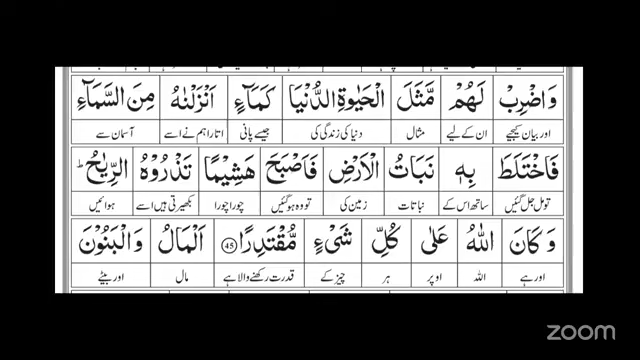 وَاضْرِبْ لَهُمْ مَّثَلَ الْحَيٰوةِ الدُّنْيَا كَمَآءٍ اَنْزَلْنٰهُ مِنَ السَّمَآءِ
اور بیان کیجیے ان کے لیے مثال دنیا کی زندگی کی جیسے پانی اتارا ہم نے اسے آسمان سے
فَاخْتَلَطَ بِهٖ نَبَاتُ الْاَرْضِ فَاَصْبَحَ هَشِيْمًا تَذْرُوْهُ الرِّيٰحُ ؕ
تو مل جل گئیں ساتھ اس کے نباتات زمین کی تو وہ ہو گئیں چورا چورا بکھیرتی ہیں اسے ہوائیں
وَكَانَ اللّٰهُ عَلٰى كُلِّ شَيْءٍ مُّقْتَدِرًا ﴿45﴾ اَلْمَالُ وَالْبَنُوْنَ
اور ہے اللہ اوپر ہر چیز کے قدرت رکھنے والا ہے مال اور بیٹے
zoom